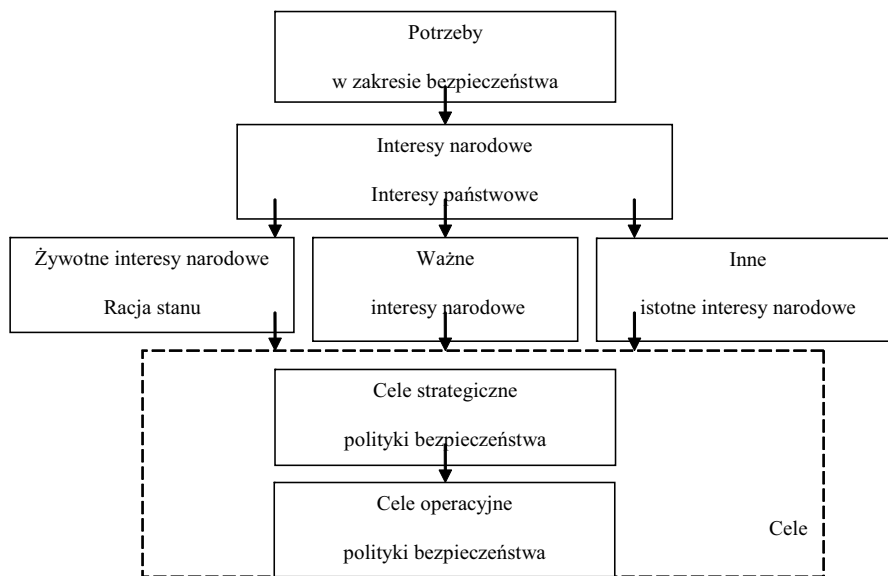 Potrzeby
w zakresie bezpieczeństwa
Interesy narodowe
Interesy państwowe
Żywotne interesy narodowe
Racja stanu
Ważne
interesy narodowe
Inne
istotne interesy narodowe
Cele strategiczne
polityki bezpieczeństwa
Cele operacyjne
polityki bezpieczeństwa
Cele